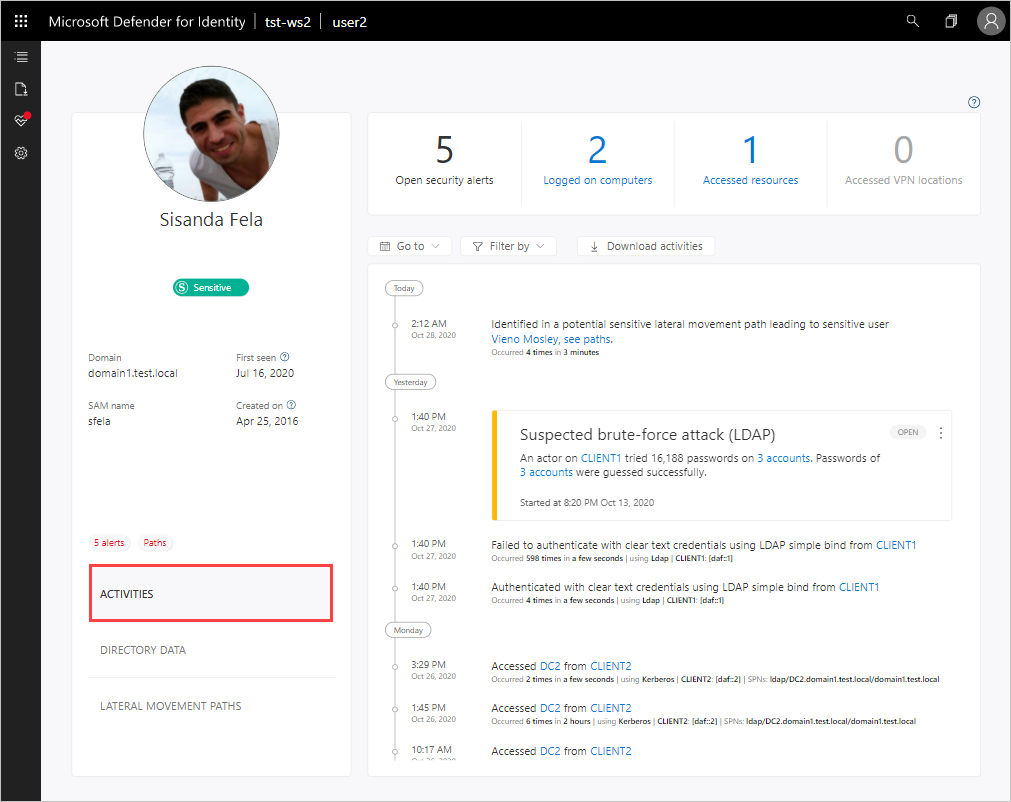 Microsoft Defender for Identity tst-ws2 user2
Sisanda Fela
S Sensitive
Domain
domain1.test.local
First seen ?
Jul 16, 2020
SAM name
sfela
Created on ?
Apr 25, 2016
5 alerts Paths
ACTIVITIES
DIRECTORY DATA
LATERAL MOVEMENT PATHS
?
5
Open security alerts
2
Logged on computers
1
Accessed resources
0
Accessed VPN locations
Go to Filter by Download activities
Today
2:12 AM
Oct 28, 2020
Identified in a potential sensitive lateral movement path leading to sensitive user
Vieno Mosley, see paths.
Occurred 4 times in 3 minutes
Yesterday
1:40 PM
Oct 27, 2020
Suspected brute-force attack (LDAP) OPEN
An actor on CLIENT1 tried 16,188 passwords on 3 accounts. Passwords of
3 accounts were guessed successfully.
Started at 8:20 PM Oct 13, 2020
1:40 PM
Oct 27, 2020
Failed to authenticate with clear text credentials using LDAP simple bind from CLIENT1
Occurred 598 times in a few seconds | using Ldap | CLIENT1: [daf::1]
1:40 PM
Oct 27, 2020
Authenticated with clear text credentials using LDAP simple bind from CLIENT1
Occurred 4 times in a few seconds | using Ldap | CLIENT1: [daf::1]
Monday
3:29 PM
Oct 26, 2020
Accessed DC2 from CLIENT2
Occurred 2 times in a few seconds | using Kerberos | CLIENT2: [daf::2] | SPNs: ldap/DC2.domain1.test.local/domain1.test.local
1:45 PM
Oct 26, 2020
Accessed DC2 from CLIENT2
Occurred 6 times in 2 hours | using Kerberos | CLIENT2: [daf::2] | SPNs: ldap/DC2.domain1.test.local/domain1.test.local
10:17 AM
Accessed DC2 from CLIENT2